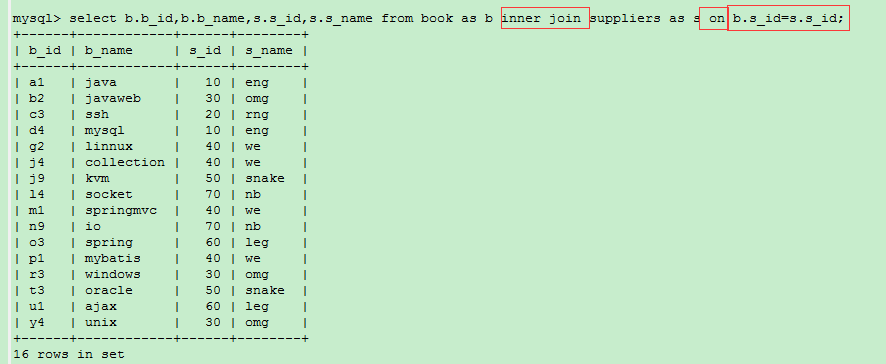 mysql> select b.b_id,b.b_name,s.s_id,s.s_name from book as b inner join suppliers as s on b.s_id=s.s_id;
+------+------------+------+--------+
| b_id | b_name     | s_id | s_name |
+------+------------+------+--------+
| a1   | java       |   10 | eng    |
| b2   | javaweb    |   30 | omg    |
| c3   | ssh        |   20 | rng    |
| d4   | mysql      |   10 | eng    |
| g2   | linnux     |   40 | we     |
| j4   | collection |   40 | we     |
| j9   | kvm        |   50 | snake  |
| l4   | socket     |   70 | nb     |
| m1   | springmvc  |   40 | we     |
| n9   | io         |   70 | nb     |
| o3   | spring     |   60 | leg    |
| p1   | mybatis    |   40 | we     |
| r3   | windows    |   30 | omg    |
| t3   | oracle     |   50 | snake  |
| u1   | ajax       |   60 | leg    |
| y4   | unix       |   30 | omg    |
+------+------------+------+--------+
16 rows in set